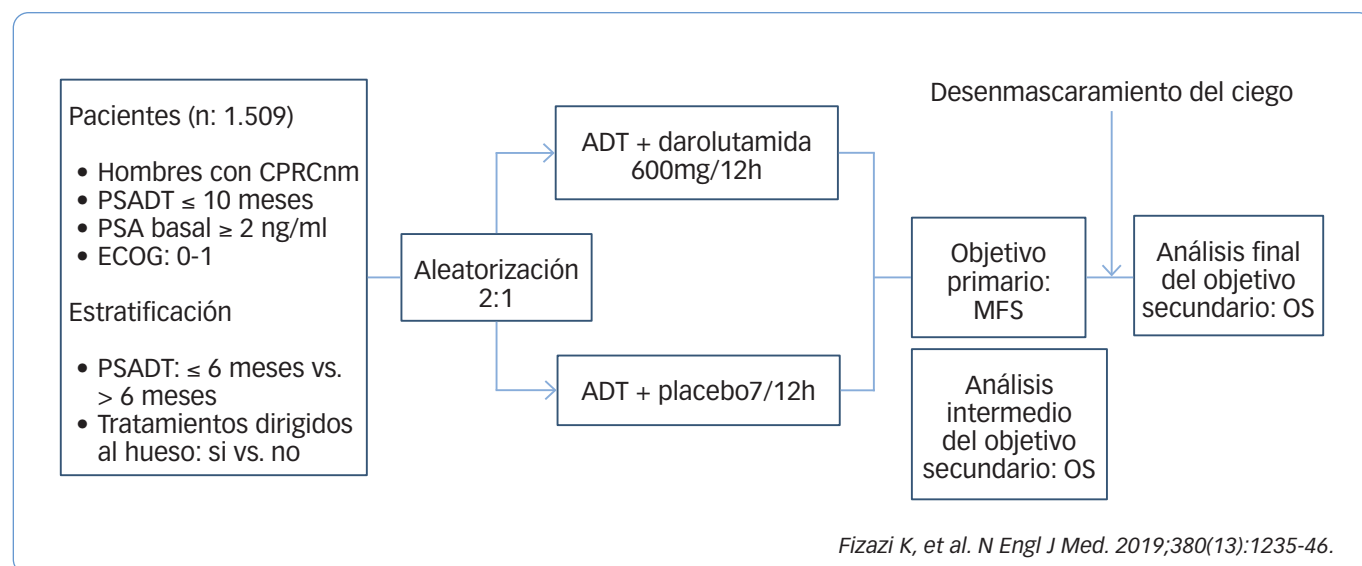 Pacientes (n: 1.509)
• Hombres con CPRCnm
• PSADT ≤ 10 meses
• PSA basal ≥ 2 ng/ml
• ECOG: 0-1
Estratificación
• PSADT: ≤ 6 meses vs.
> 6 meses
• Tratamientos dirigidos
al hueso: si vs. no
Aleatorización
2:1
ADT + darolutamida
600mg/12h
ADT + placebo7/12h
Desenmascaramiento del ciego
Objetivo
primario:
MFS
Análisis
intermedio
del objetivo
secundario: OS
Análisis final
del objetivo
secundario: OS
Fizazi K, et al. N Engl J Med. 2019;380(13):1235-46.